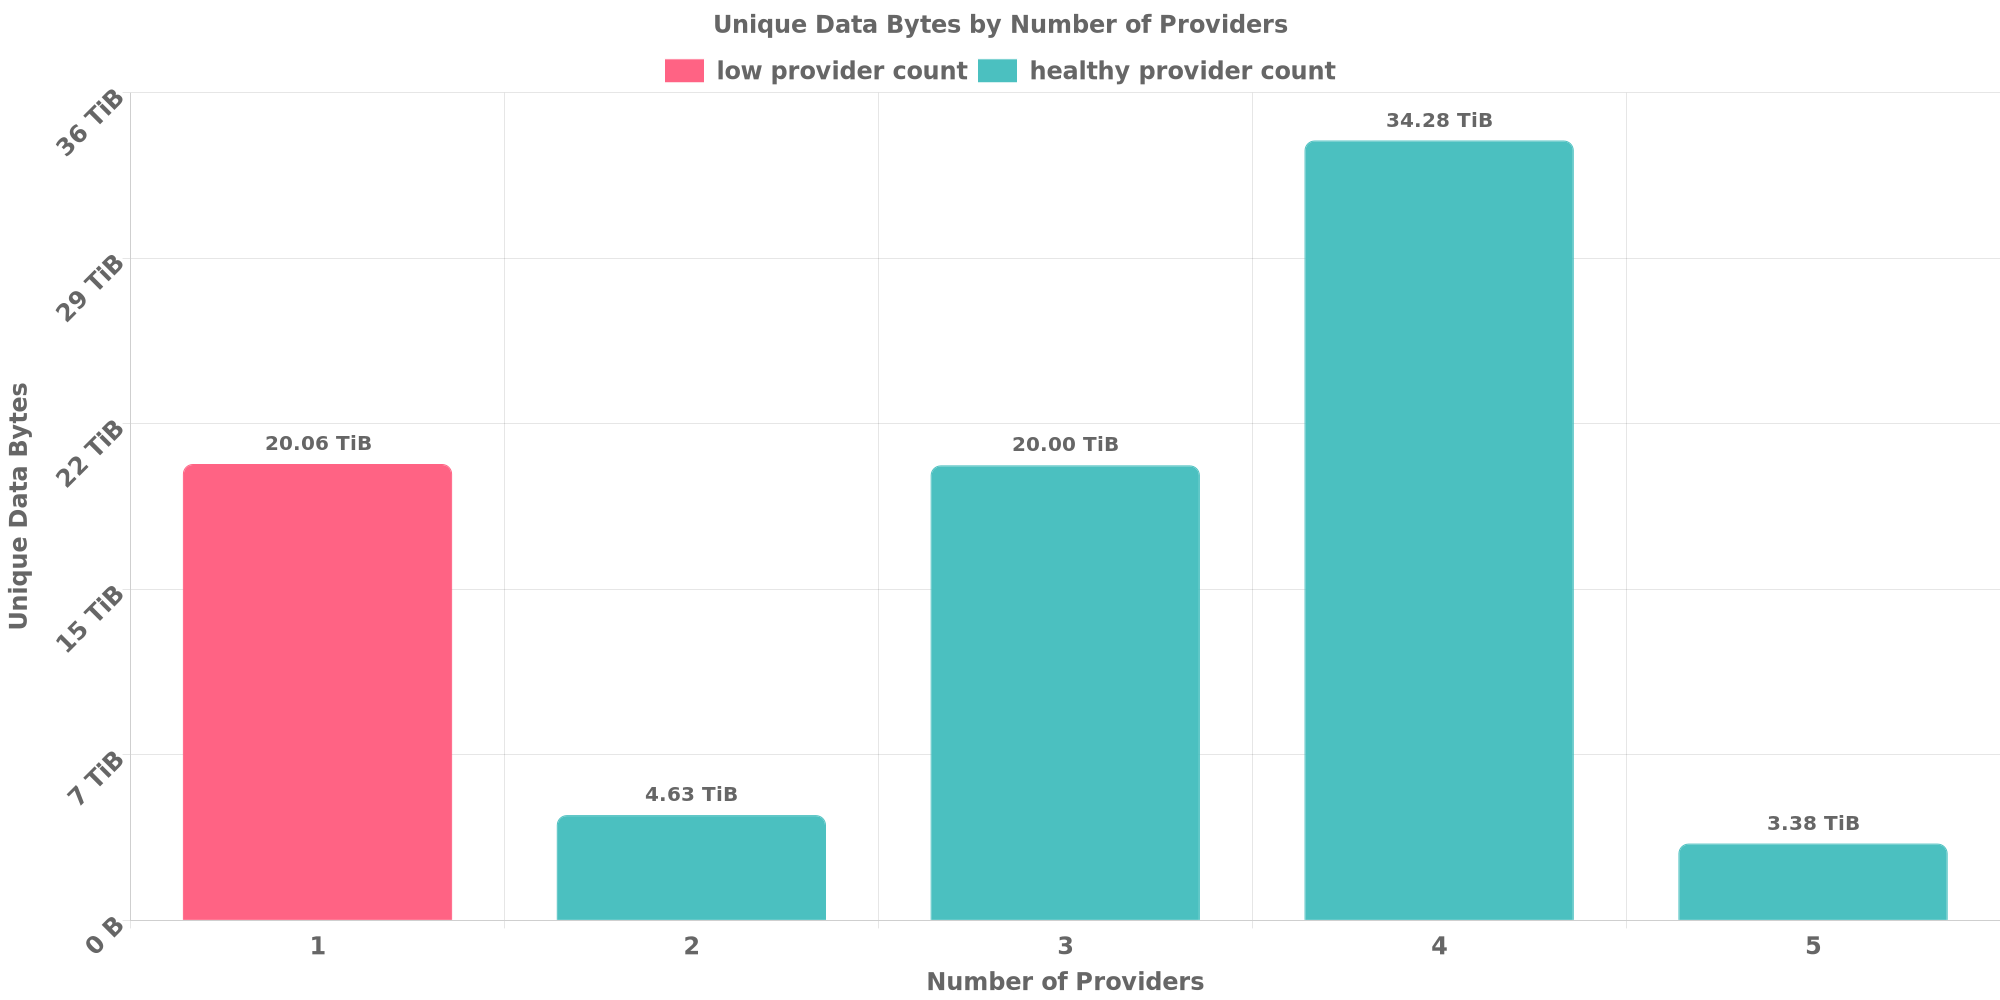 Unique Data Bytes by Number of Providers
low provider count healthy provider count
36 TiB
29 TiB
22 TiB
15 TiB
7 TiB
0 B
Unique Data Bytes
20.06 TiB
4.63 TiB
20.00 TiB
34.28 TiB
3.38 TiB
1 2 3 4 5
Number of Providers